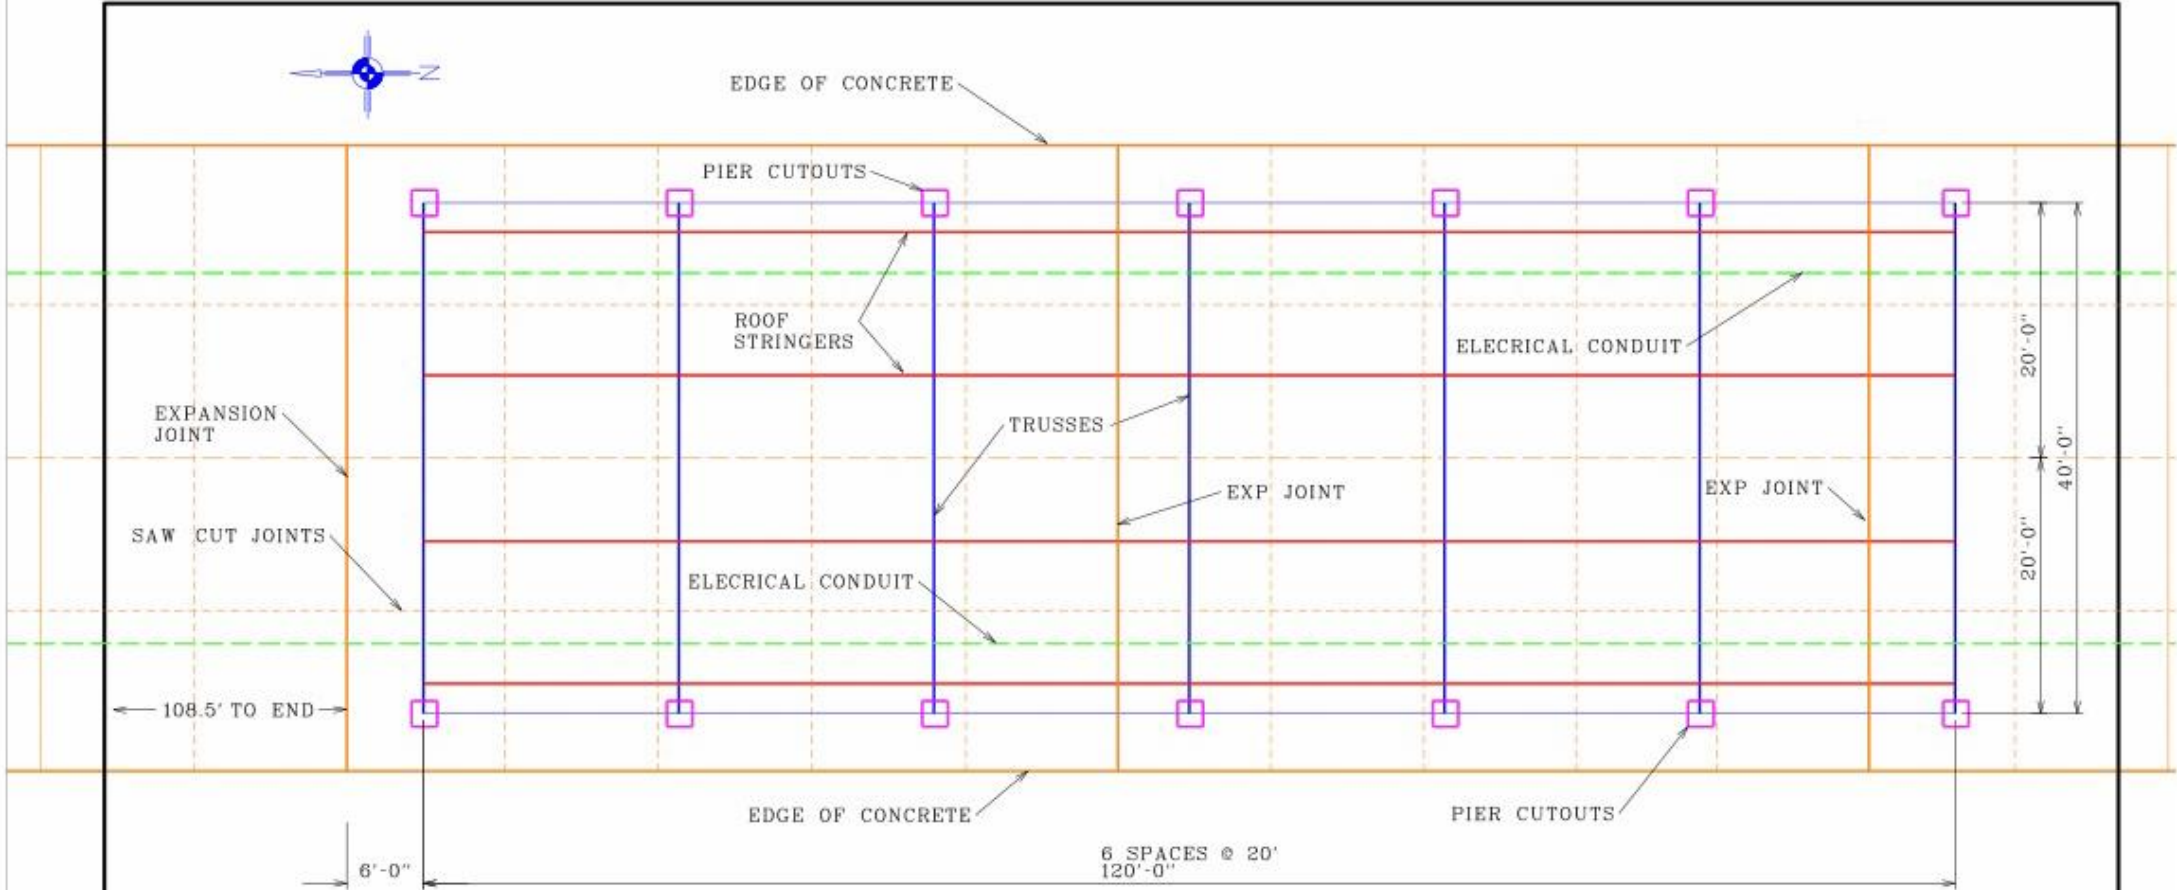 N
EDGE OF CONCRETE
PIER CUTOUTS
ROOF
STRINGERS
ELECRICAL CONDUIT
20'-0"
EXPANSION
JOINT
TRUSSES
40'-0"
EXP JOINT
EXP JOINT
SAW CUT JOINTS
20'-0"
ELECRICAL CONDUIT
108.5' TO END
EDGE OF CONCRETE
PIER CUTOUTS
6 SPACES @ 20'
6'-0"
120'-0"